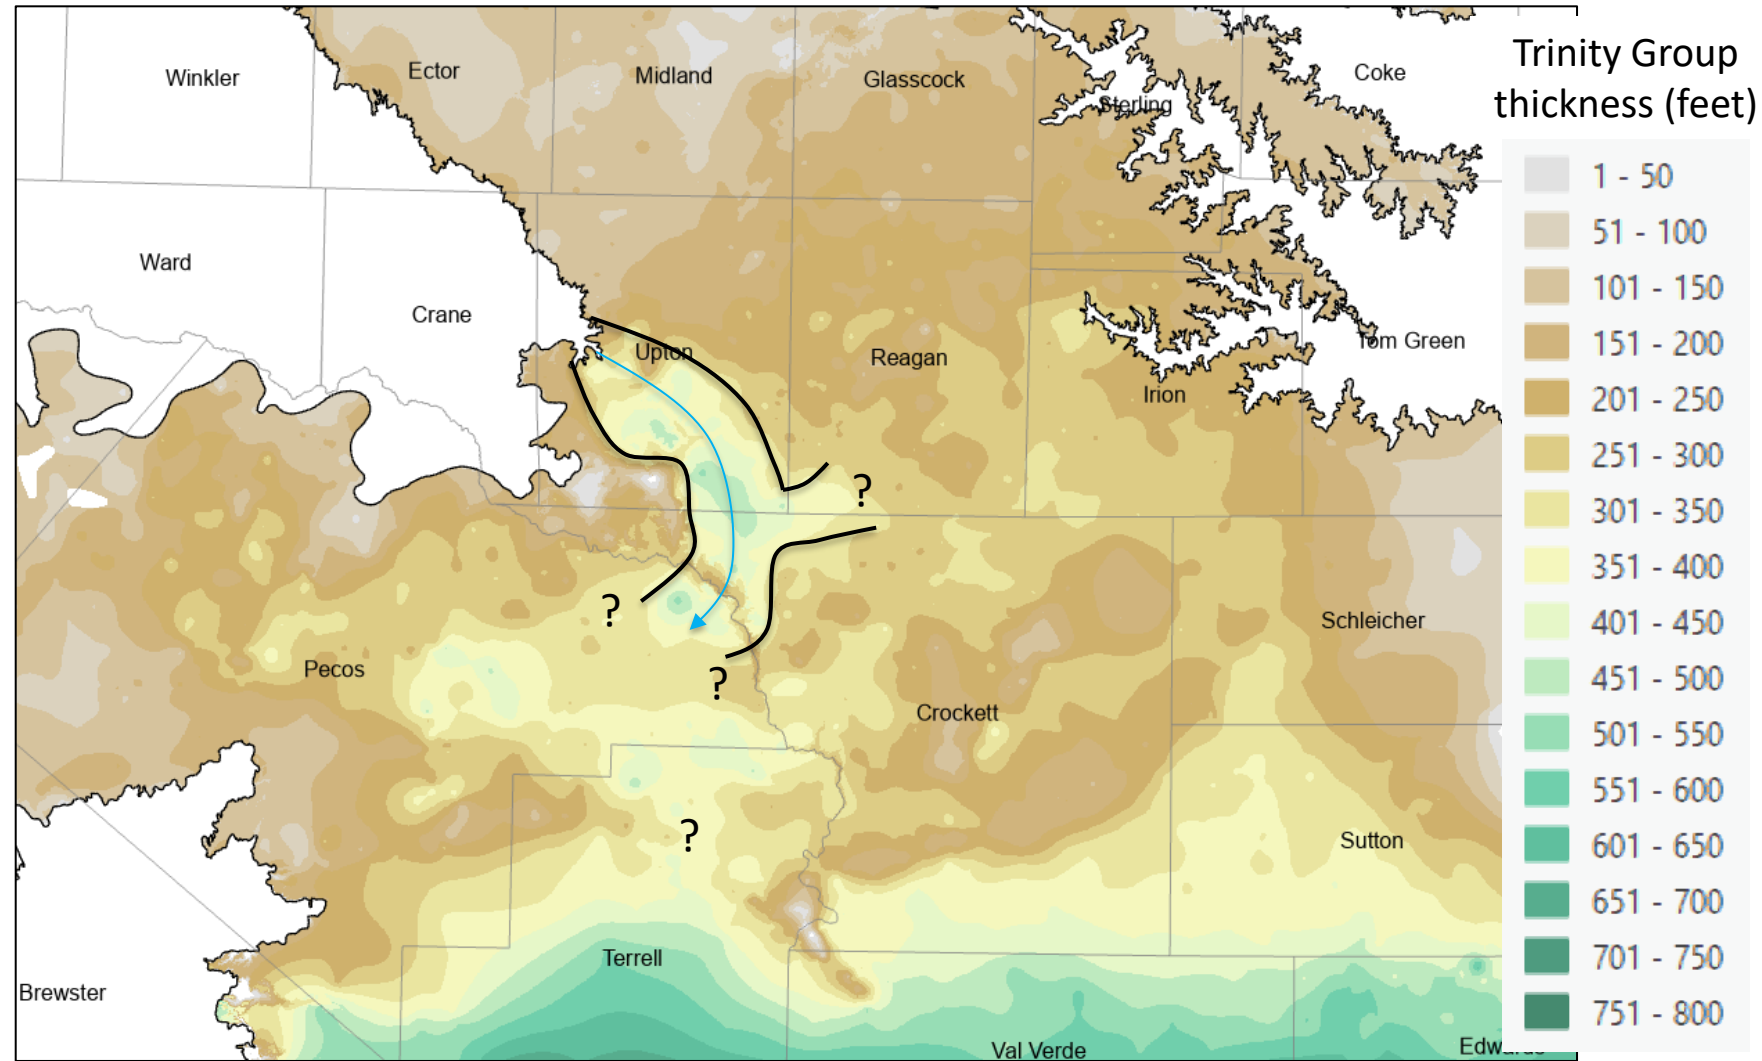 Trinity Group
thickness (feet)
1 - 50
51 - 100
101 - 150
151 - 200
201 - 250
251 - 300
301 - 350
351 - 400
401 - 450
451 - 500
501 - 550
551 - 600
601 - 650
651 - 700
701 - 750
751 - 800
Winkler
Ector
Midland
Glasscock
Sterling
Coke
Ward
Crane
Upton
Reagan
Irion
Tom Green
?
?
?
Pecos
Crockett
Schleicher
?
Sutton
Terrell
Brewster
Val Verde
Edwards